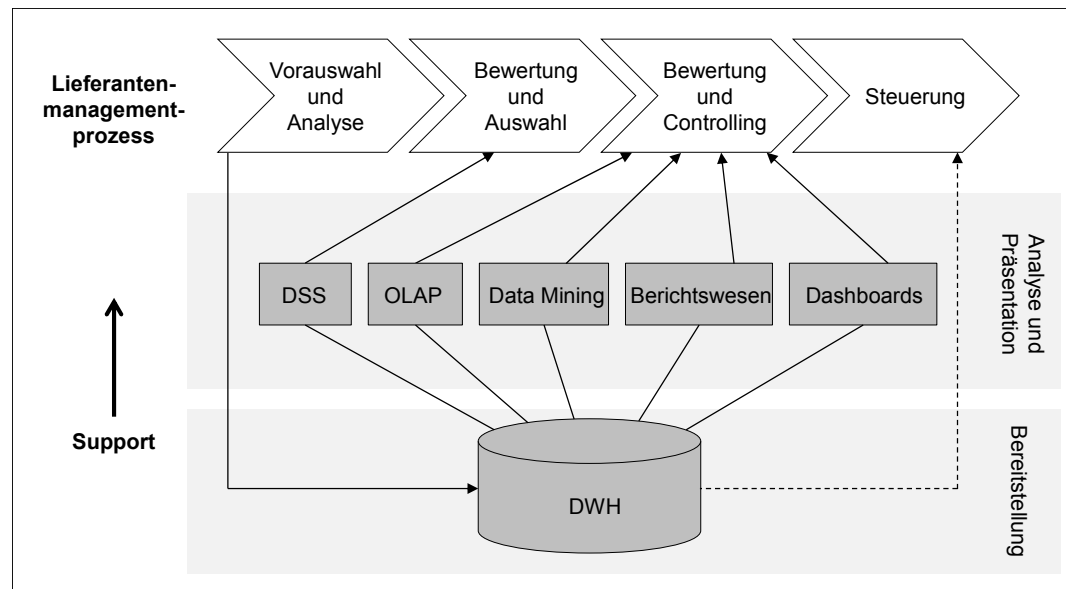 Lieferanten-
management-
prozess
Vorauswahl
und
Analyse
Bewertung
und
Auswahl
Bewertung
und
Controlling
Steuerung
Analyse und
Präsentation
DSS
OLAP
Data Mining
Berichtswesen
Dashboards
Support
Bereitstellung
DWH